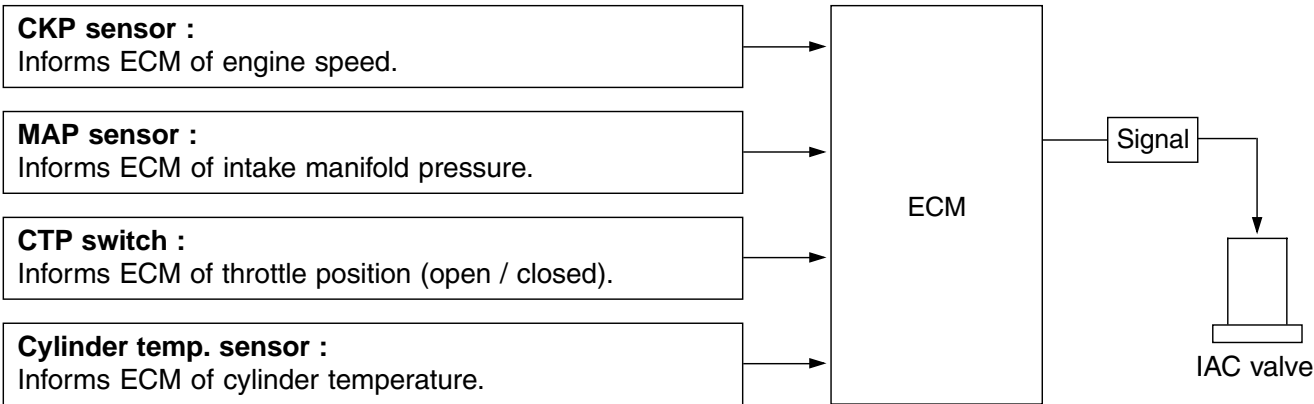 CKP sensor :
Informs ECM of engine speed.
MAP sensor :
Informs ECM of intake manifold pressure.
CTP switch :
Informs ECM of throttle position (open / closed).
Cylinder temp. sensor :
Informs ECM of cylinder temperature.
ECM
Signal
IAC valve